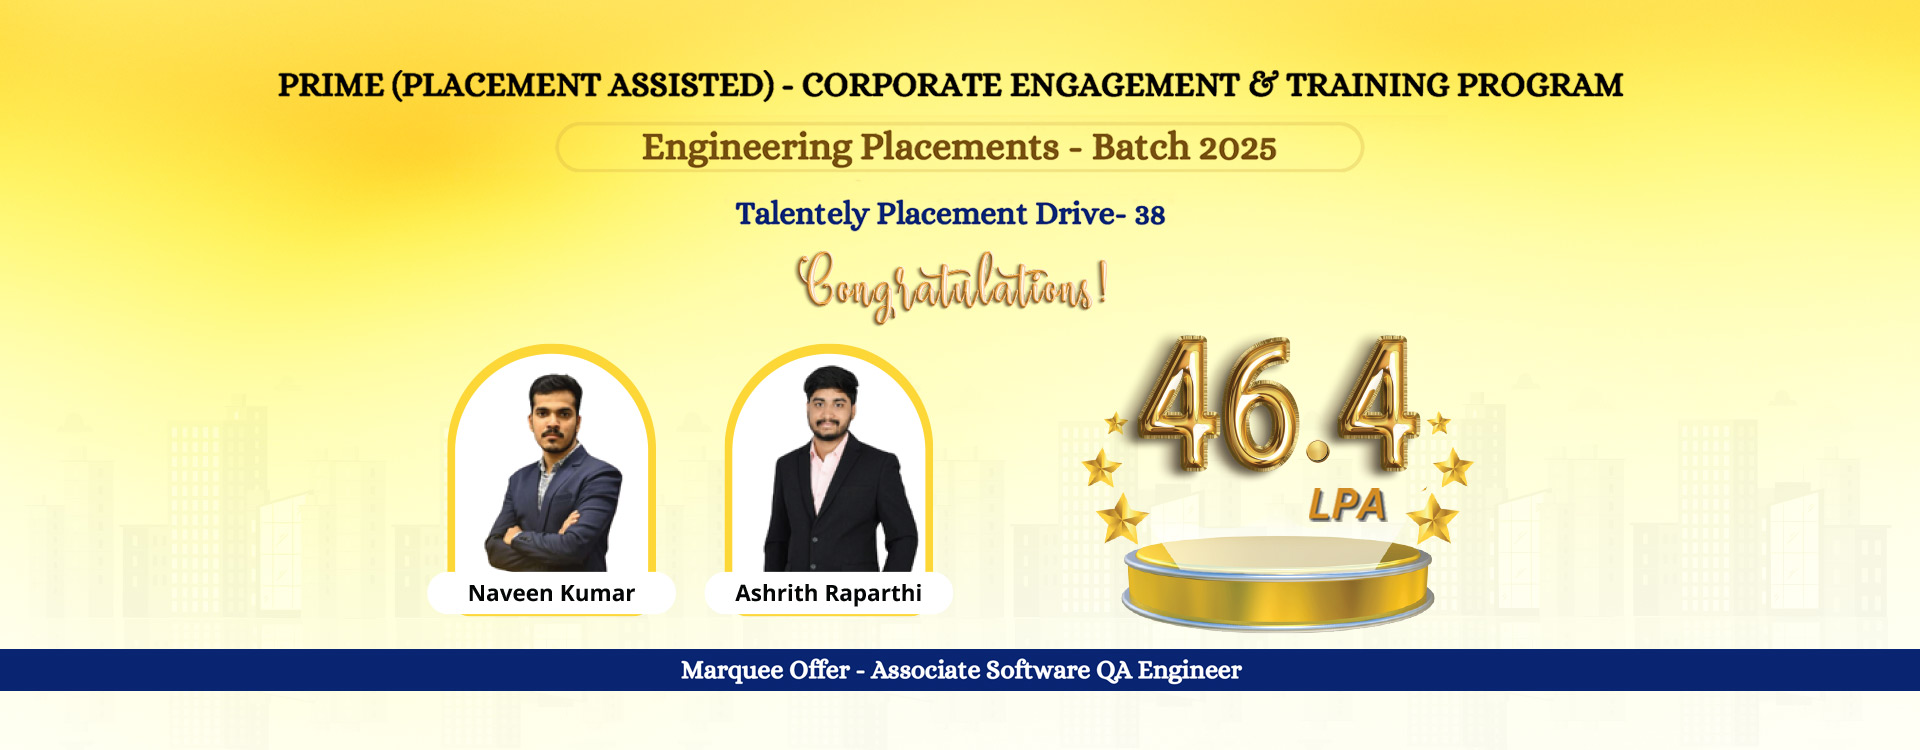 PRIME (PLACEMENT ASSISTED) - CORPORATE ENGAGEMENT & TRAINING PROGRAM
Engineering Placements - Batch 2025
Talentely Placement Drive- 38
Congratulations!
46.4
LPA
Naveen Kumar
Ashrith Raparthi
Marquee Offer - Associate Software QA Engineer